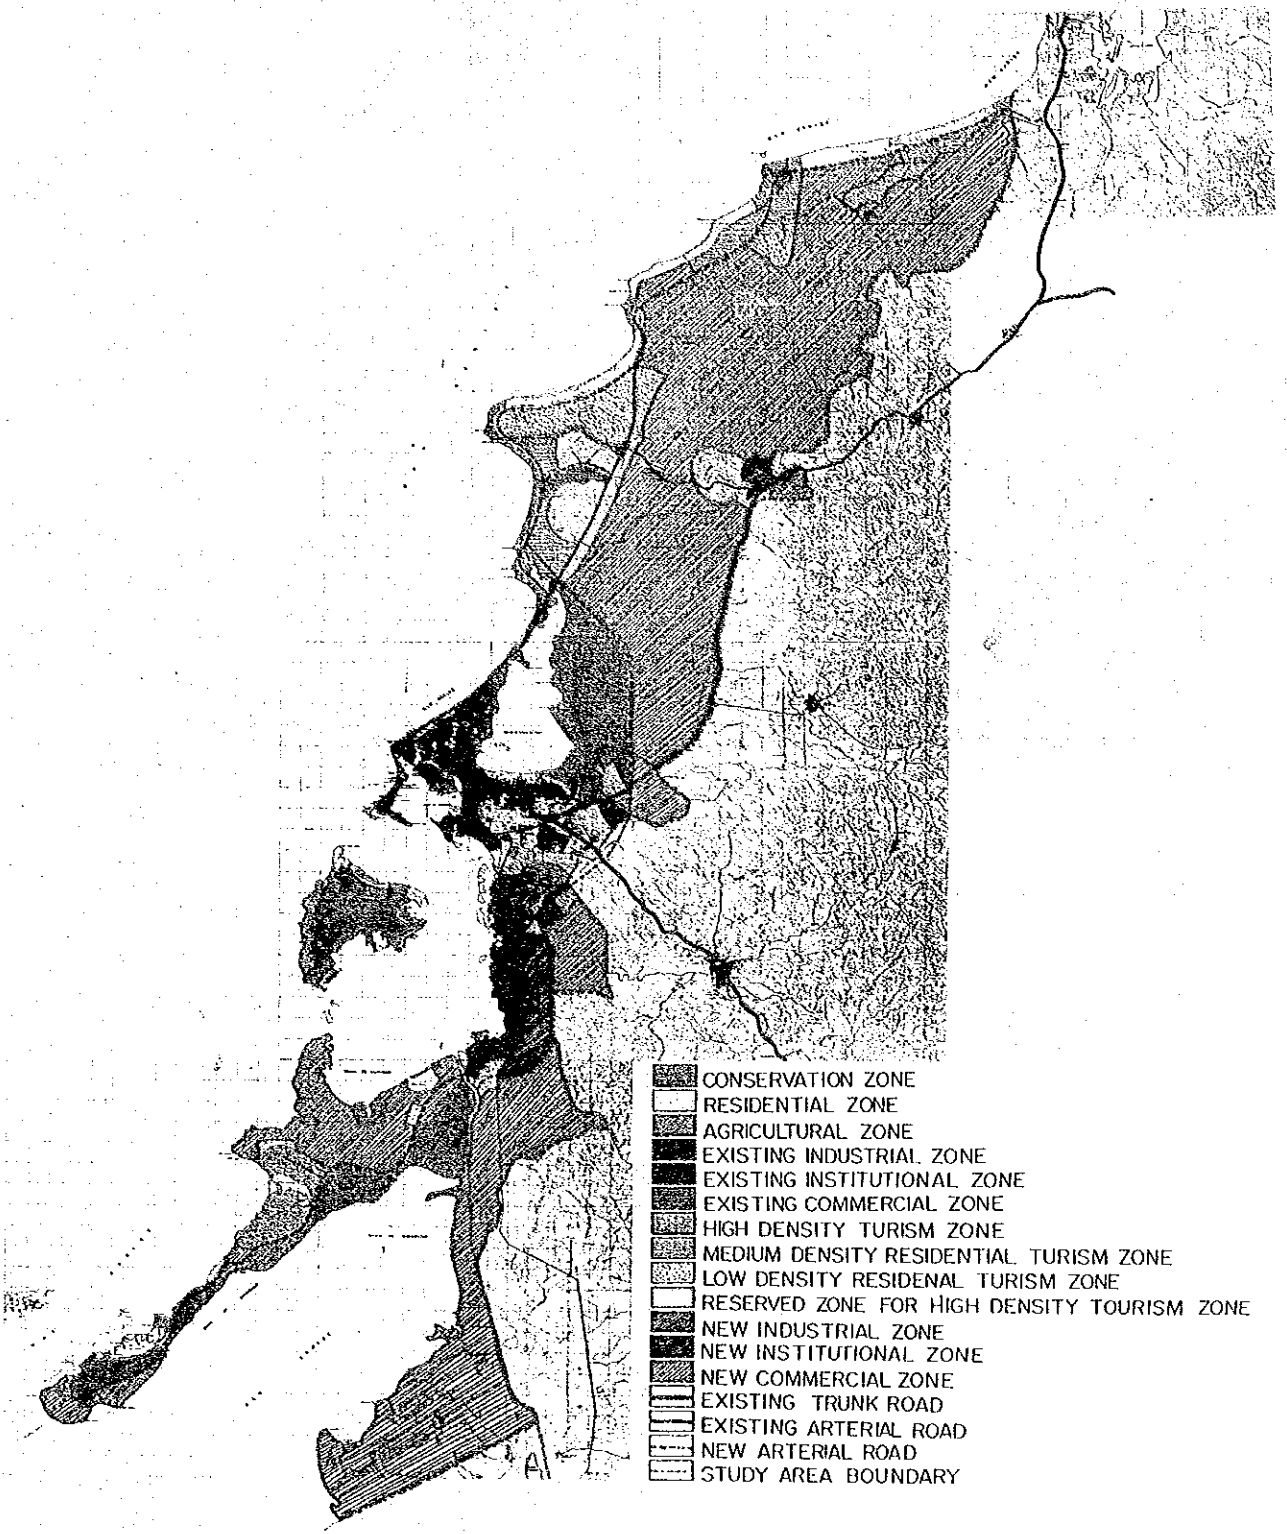 CONSERVATION ZONE
RESIDENTIAL ZONE
AGRICULTURAL ZONE
EXISTING INDUSTRIAL ZONE
EXISTING INSTITUTIONAL ZONE
EXISTING COMMERCIAL ZONE
HIGH DENSITY TURISM ZONE
MEDIUM DENSITY RESIDENTIAL TURISM ZONE
LOW DENSITY RESIDENAL TURISM ZONE
RESERVED ZONE FOR HIGH DENSITY TOURISM ZONE
NEW INDUSTRIAL ZONE
NEW INSTITUTIONAL ZONE
NEW COMMERCIAL ZONE
EXISTING TRUNK ROAD
EXISTING ARTERIAL ROAD
NEW ARTERIAL ROAD
STUDY AREA BOUNDARY